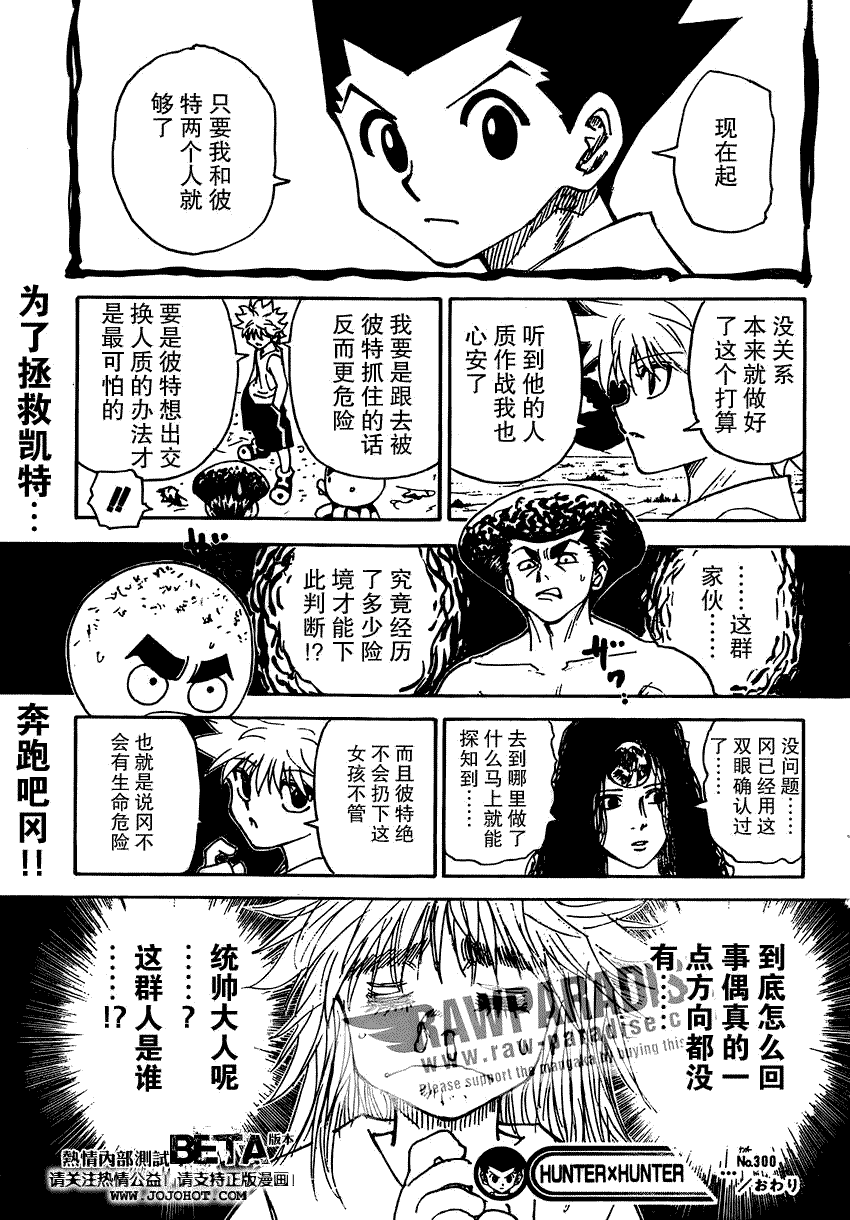 现在起
只要我和彼
特两个人就
够了
没关系
本来就做好
了这个打算
听到他的人
质作战我也
心安了
我要是跟去被
彼特抓住的话
反而更危险
要是彼特想出交
换人质的办法才
是最可怕的
!!
为了拯救凯特…
……这群
家伙……
究竟经历
了多少险
境才能下
此判断!?
奔跑吧冈!!
没问题……
冈已经用这
双眼确认过
了……
去到哪里做了
什么马上就能
探知到……
而且彼特绝
不会扔下这
女孩不管
也就是说冈不
会有生命危险
到底怎么回
事偶真的一
点方向都没
有……
统帅大人呢
……?
这群人是谁
……!?
RAWPARADIS
www.raw-paradise.c
Please support the mangaka by buying this
熱情內部測試BETA版本
请关注热情公益| 请支持正版漫画|
WWW.JOJOHOT.COM
HUNTER×HUNTER
No.300
…／おわり